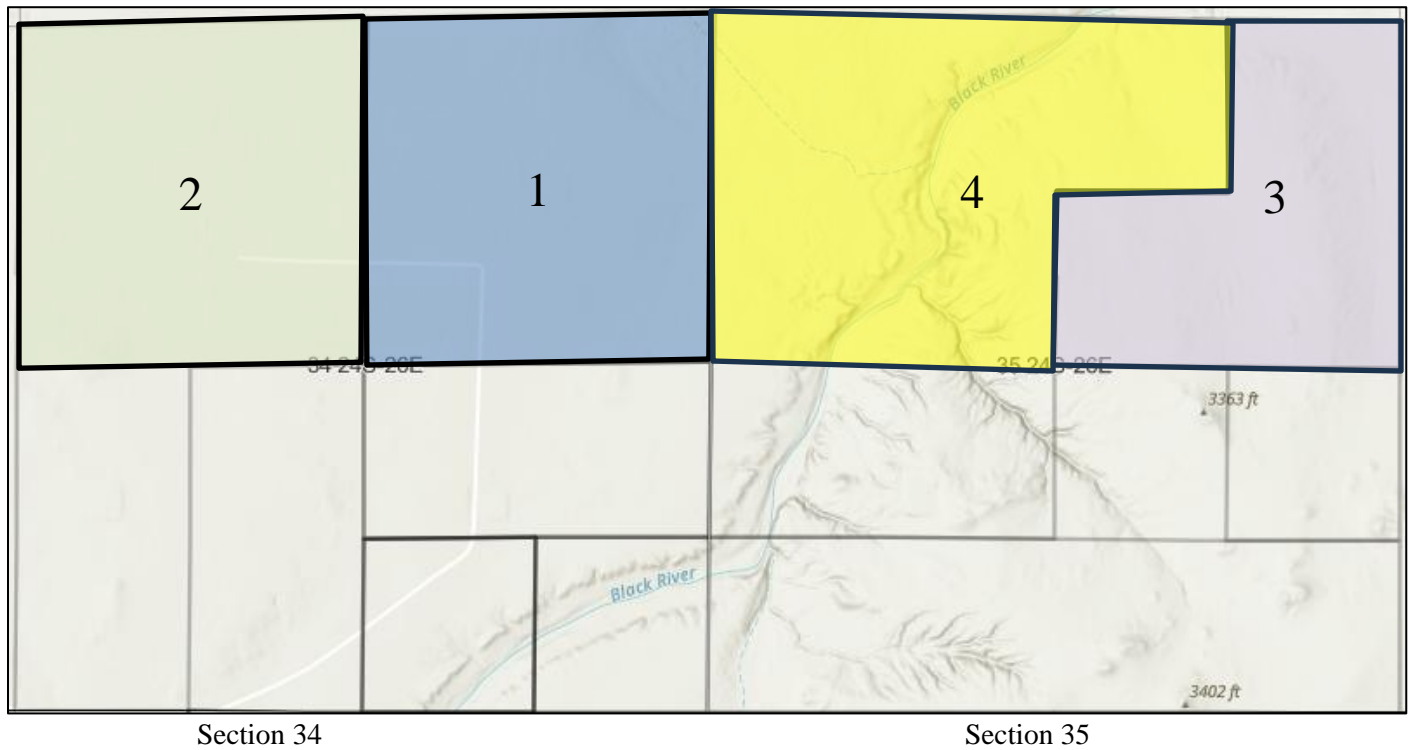 Black River
2
1
4
3
34 24S-26E
35 24S-26E
3363 ft
Black River
3402 ft
Section 34
Section 35